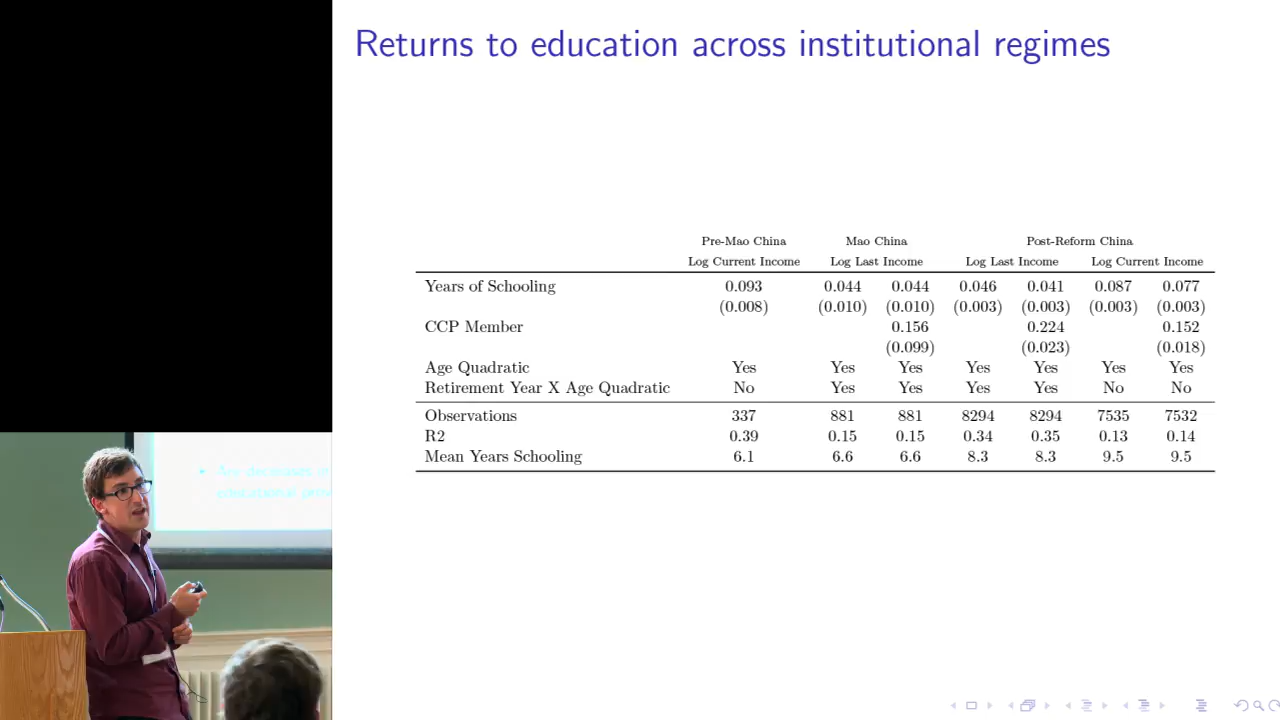 Returns to education across institutional regimes
Pre-Mao China Mao China Post-Reform China
Log Current Income Log Last Income Log Last Income Log Current Income
Years of Schooling 0.093 0.044 0.044 0.046 0.041 0.087 0.077
(0.008) (0.010) (0.010) (0.003) (0.003) (0.003) (0.003)
CCP Member 0.156 0.224 0.152
(0.099) (0.023) (0.018)
Age Quadratic Yes Yes Yes Yes Yes Yes Yes
Retirement Year X Age Quadratic No Yes Yes Yes Yes No No
Observations 337 881 881 8294 8294 7535 7532
R2 0.39 0.15 0.15 0.34 0.35 0.13 0.14
Mean Years Schooling 6.1 6.6 6.6 8.3 8.3 9.5 9.5
• Are decreases
educational